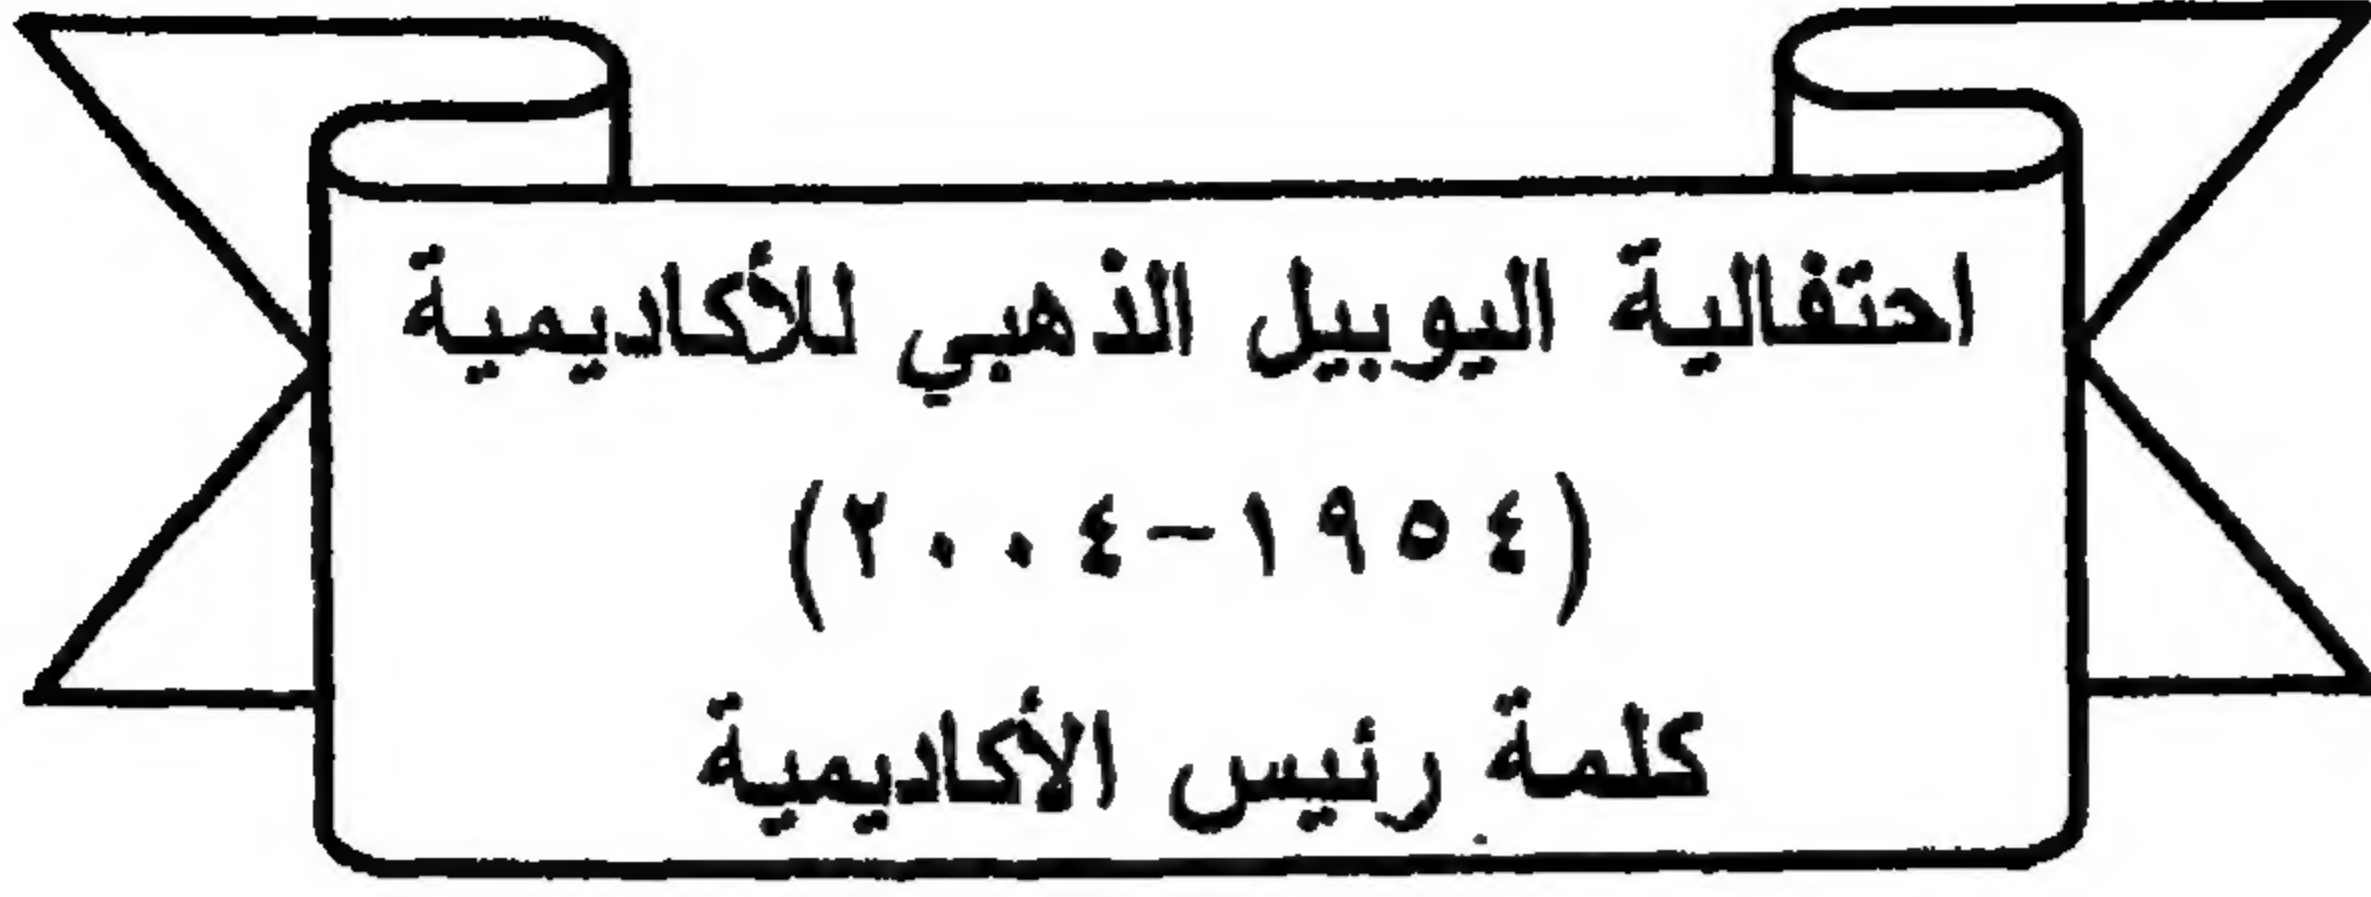 احتفالية اليوبيل الذهبي للأكاديمية
(١٩٥٤-٢٠٠٤)
كلمة رئيس الأكاديمية